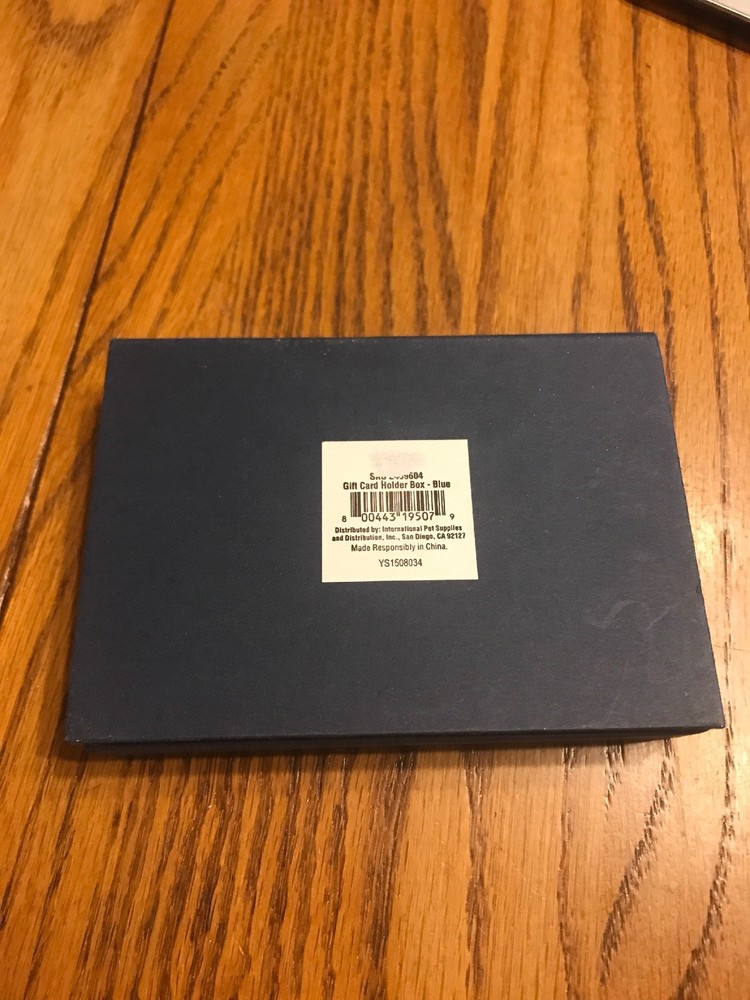 Gift Card Holder Box - Blue
8 00443 19507 9
Distributed by: International Pet Supplies
and Distribution, Inc., San Diego, CA 92127
Made Responsibly in China.
YS1508034